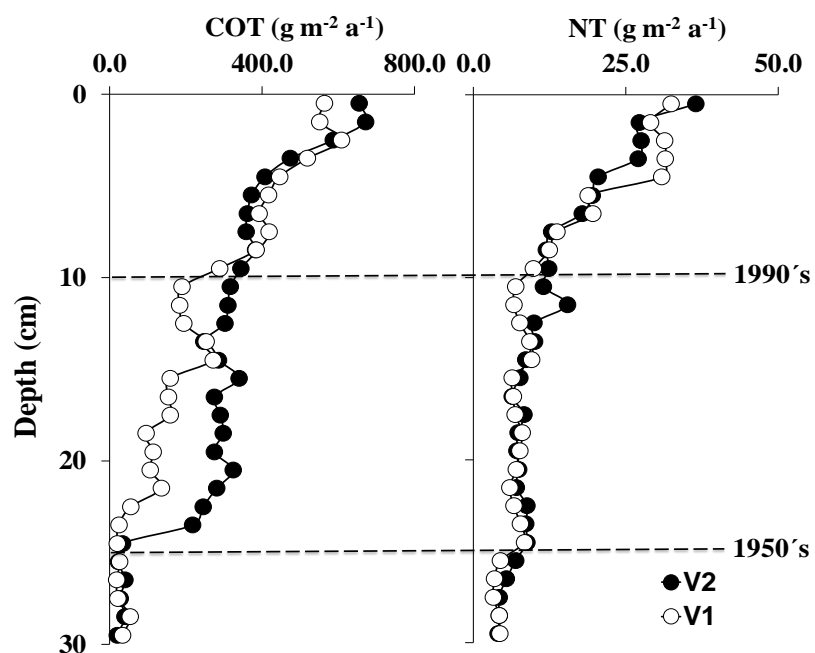 COT (g m-2 a-1) NT (g m-2 a-1)
0.0 400.0 800.0 0.0 25.0 50.0
0
10
20
30
Depth (cm)
1990´s
1950´s
V2
V1